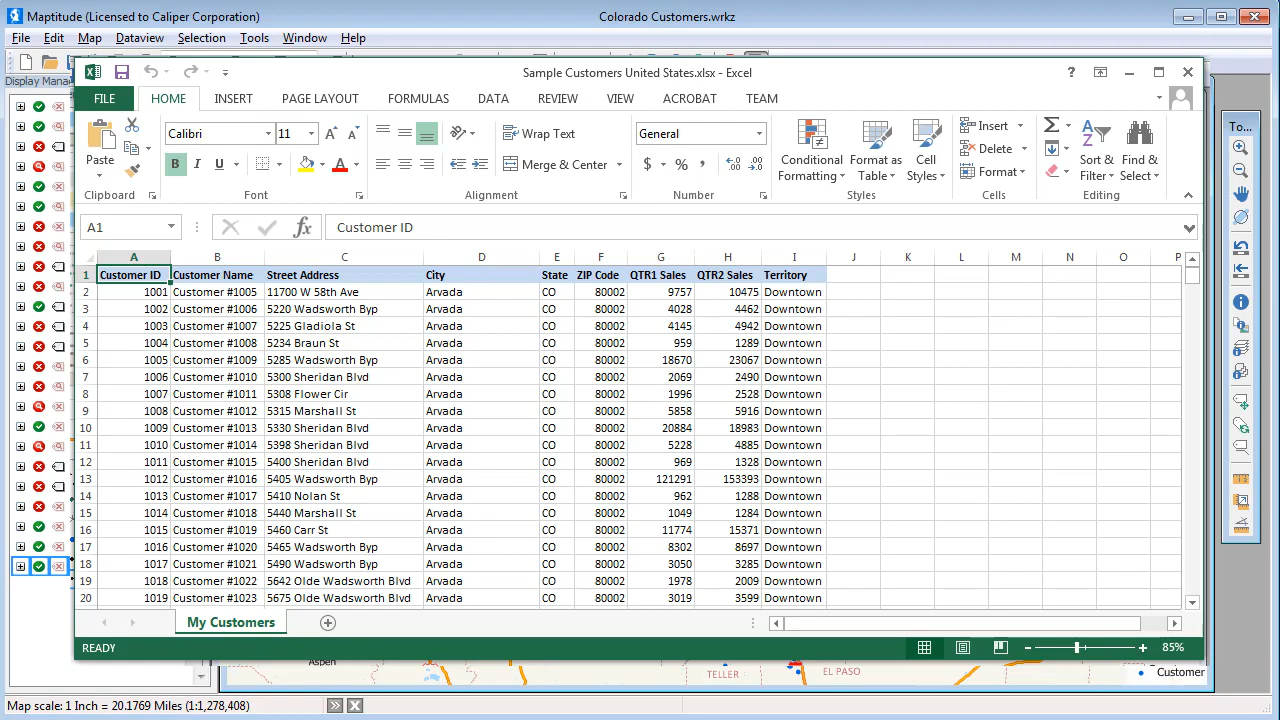 Maptitude (Licensed to Caliper Corporation) Colorado Customers.wrkz
File Edit Map Dataview Selection Tools Window Help
Sample Customers United States.xlsx - Excel
FILE HOME INSERT PAGE LAYOUT FORMULAS DATA REVIEW VIEW ACROBAT TEAM
Calibri 11 Wrap Text General Insert
Paste Merge & Center Conditional Formatting Format as Table Cell Styles Delete Sort & Filter Find & Select
Format
Clipboard Font Alignment Number Styles Cells Editing
A1 Customer ID
A B C D E F G H I J K L M N O P
1 Customer ID Customer Name Street Address City State ZIP Code QTR1 Sales QTR2 Sales Territory
2 1001 Customer #1005 11700 W 58th Ave Arvada CO 80002 9757 10475 Downtown
3 1002 Customer #1006 5220 Wadsworth Byp Arvada CO 80002 4028 4462 Downtown
4 1003 Customer #1007 5225 Gladiola St Arvada CO 80002 4143 4521 Downtown
5 1004 Customer #1008 5234 Braun St Arvada CO 80002 959 1319 Downtown
6 1005 Customer #1009 5285 Wadsworth Byp Arvada CO 80002 18670 Downtown
7 1006 Customer #1010 5300 Sheridan Blvd Arvada CO 80002 2069 2490 Downtown
8 1007 Customer #1011 5308 Flower Cir Arvada CO 80002 1996 2528 Downtown
9 1008 Customer #1012 5315 Marshall St Arvada CO 80002 5858 7916 Downtown
10 1009 Customer #1013 5330 Sheridan Blvd Arvada CO 80002 20884 Downtown
11 1010 Customer #1014 5398 Sheridan Blvd Arvada CO 80002 5228 Downtown
12 1011 Customer #1015 5400 Sheridan Blvd Arvada CO 80002 969 1328 Downtown
13 1012 Customer #1016 5405 Wadsworth Byp Arvada CO 80002 121291 Downtown
14 1013 Customer #1017 5410 Nolan St Arvada CO 80002 962 1288 Downtown
15 1014 Customer #1018 5440 Marshall St Arvada CO 80002 1049 1284 Downtown
16 1015 Customer #1019 5460 Carr St Arvada CO 80002 11774 Downtown
17 1016 Customer #1020 5465 Wadsworth Byp Arvada CO 80002 8302 8697 Downtown
18 1017 Customer #1021 5490 Wadsworth Byp Arvada CO 80002 3050 3285 Downtown
19 1018 Customer #1022 5642 Olde Wadsworth Blvd Arvada CO 80002 1978 2009 Downtown
20 1019 Customer #1023 5675 Olde Wadsworth Blvd Arvada CO 80002 3019 3599 Downtown
My Customers
READY 85%
Aspen TELLER EL PASO Customer
Map scale: 1 Inch = 20.1769 Miles (1:1,278,408)